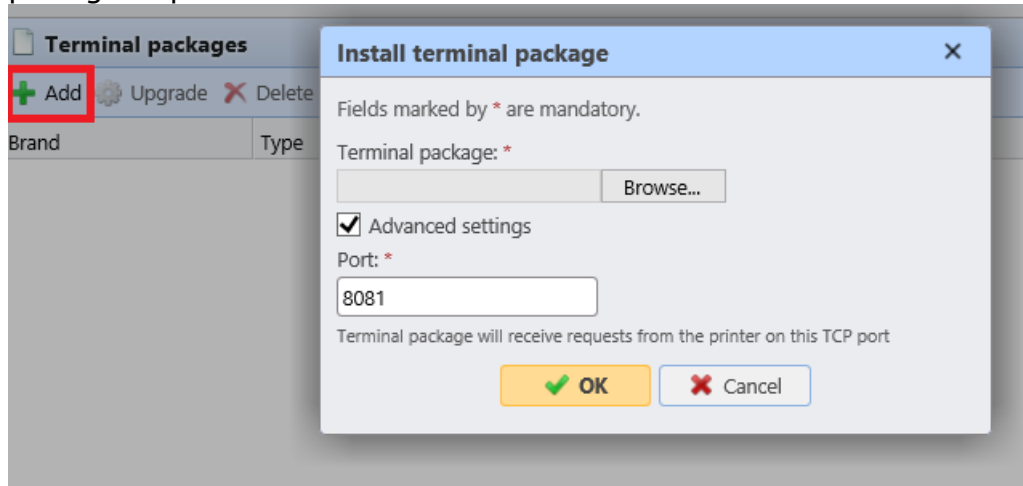 Terminal packages
Add Upgrade Delete
Brand Type
Install terminal package
Fields marked by * are mandatory.
Terminal package: *
Browse...
Advanced settings
Port: *
8081
Terminal package will receive requests from the printer on this TCP port
OK Cancel